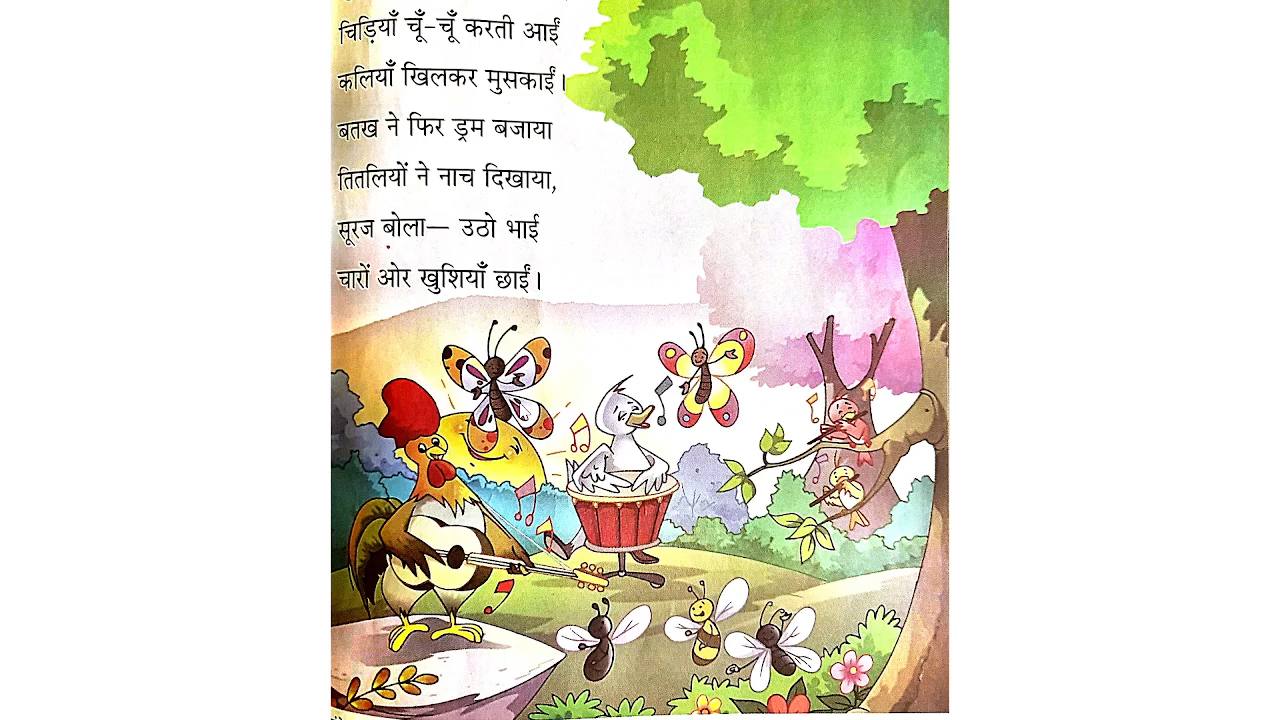 चिड़ियाँ चूँ-चूँ करती आईं
कलियाँ खिलकर मुसकाईं।
बतख ने फिर ड्रम बजाया
तितलियों ने नाच दिखाया,
सूरज बोला— उठो भाई
चारों ओर खुशियाँ छाईं।